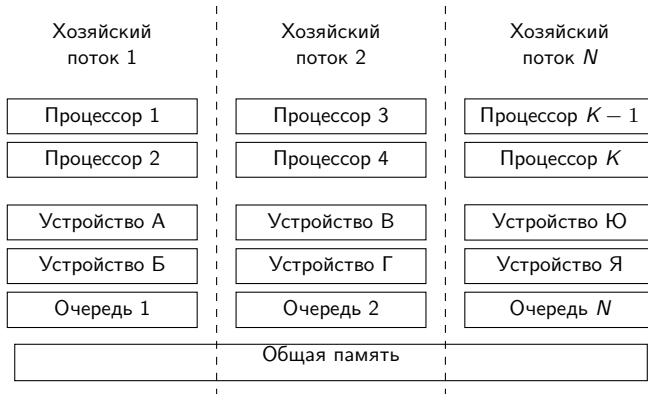 Хозяйский
поток 1
Хозяйский
поток 2
Хозяйский
поток N
Процессор 1
Процессор 3
Процессор K − 1
Процессор 2
Процессор 4
Процессор K
Устройство А
Устройство В
Устройство Ю
Устройство Б
Устройство Г
Устройство Я
Очередь 1
Очередь 2
Очередь N
Общая память